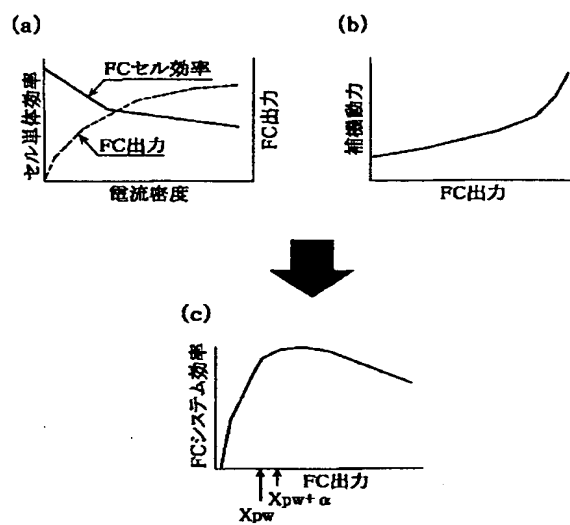 (a)
セル単体効率
FCセル効率
FC出力
FC出力
電流密度
(b)
補機動力
FC出力
(c)
FCシステム効率
FC出力
Xpw+α
Xpw